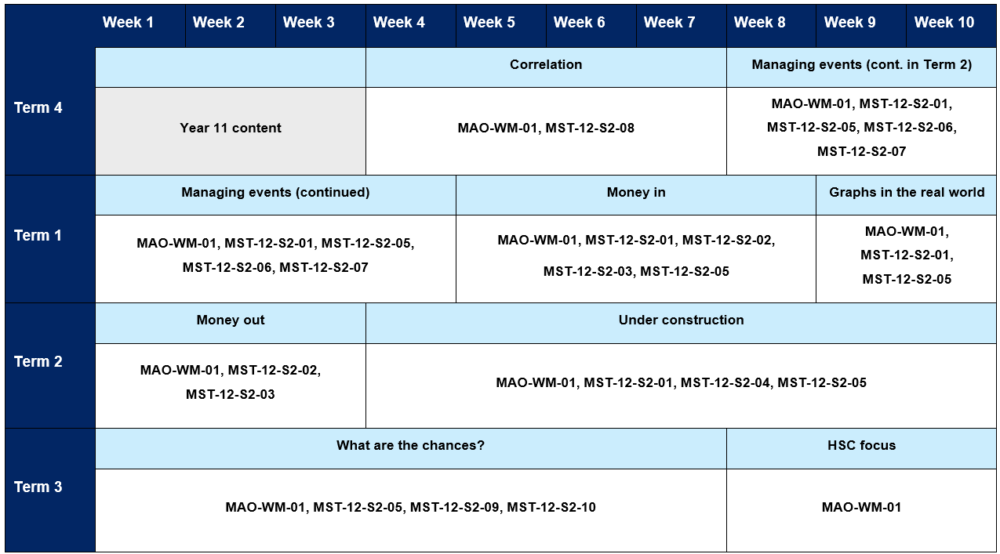 Week 1 Week 2 Week 3 Week 4 Week 5 Week 6 Week 7 Week 8 Week 9 Week 10
Term 4
Correlation
Managing events (cont. in Term 2)
Year 11 content
MAO-WM-01, MST-12-S2-08
MAO-WM-01, MST-12-S2-01,
MST-12-S2-05, MST-12-S2-06,
MST-12-S2-07
Term 1
Managing events (continued)
Money in
Graphs in the real world
MAO-WM-01, MST-12-S2-01, MST-12-S2-05,
MST-12-S2-06, MST-12-S2-07
MAO-WM-01, MST-12-S2-01, MST-12-S2-02,
MST-12-S2-03, MST-12-S2-05
MAO-WM-01,
MST-12-S2-01,
MST-12-S2-05
Term 2
Money out
Under construction
MAO-WM-01, MST-12-S2-02,
MST-12-S2-03
MAO-WM-01, MST-12-S2-01, MST-12-S2-04, MST-12-S2-05
Term 3
What are the chances?
HSC focus
MAO-WM-01, MST-12-S2-05, MST-12-S2-09, MST-12-S2-10
MAO-WM-01